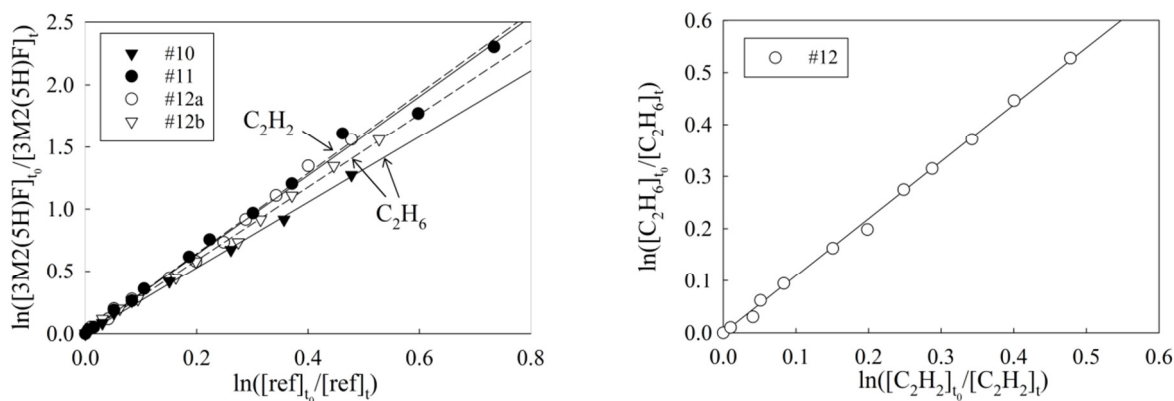 ln([3M2(5H)F]t0/[3M2(5H)F]t)
2.5
2.0
1.5
1.0
0.5
0.0
#10
#11
#12a
#12b
C2H2
C2H6
0.0 0.2 0.4 0.6 0.8
ln([ref]t0/[ref]t)
ln([C2H6]t0/[C2H6]t)
0.6
0.5
0.4
0.3
0.2
0.1
0.0
#12
0.0 0.1 0.2 0.3 0.4 0.5 0.6
ln([C2H2]t0/[C2H2]t)